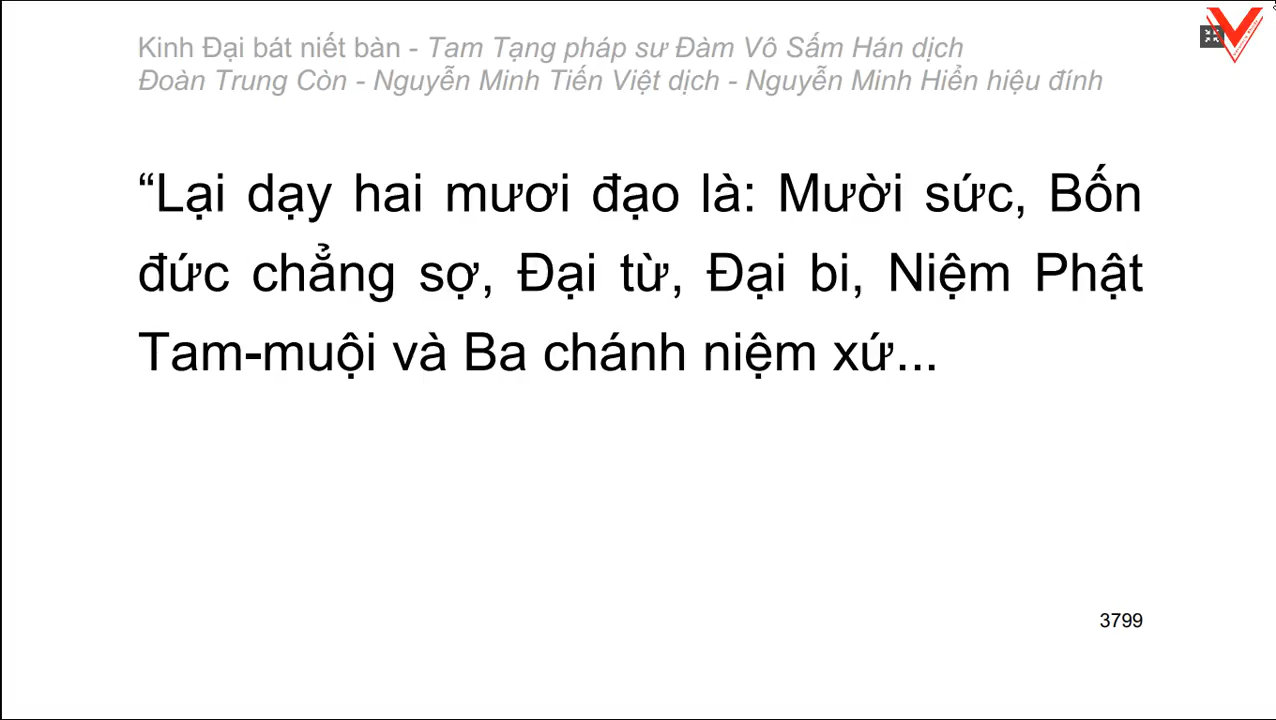 Kinh Đại bát niết bàn - Tam Tạng pháp sư Đàm Vô Sấm Hán dịch
Đoàn Trung Còn - Nguyễn Minh Tiến Việt dịch - Nguyễn Minh Hiển hiệu đính
“Lại dạy hai mươi đạo là: Mười sức, Bốn
đức chẳng sợ, Đại từ, Đại bi, Niệm Phật
Tam-muội và Ba chánh niệm xứ...
3799